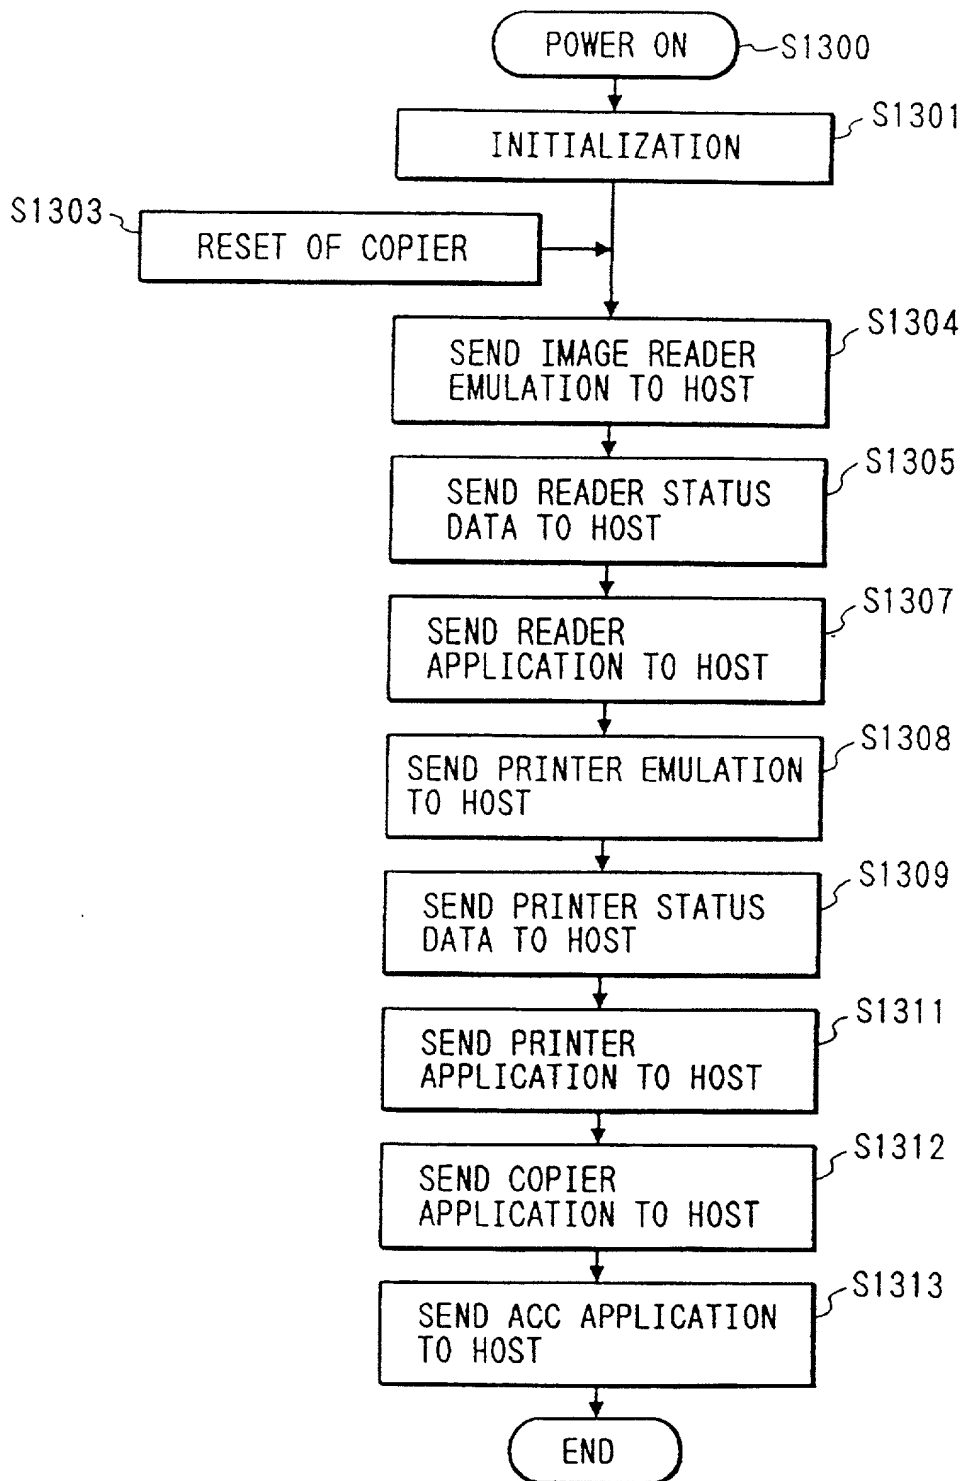 POWER ON
S1300
S1301
INITIALIZATION
S1303
RESET OF COPIER
S1304
SEND IMAGE READER
EMULATION TO HOST
S1305
SEND READER STATUS
DATA TO HOST
S1307
SEND READER
APPLICATION TO HOST
S1308
SEND PRINTER EMULATION
TO HOST
S1309
SEND PRINTER STATUS
DATA TO HOST
S1311
SEND PRINTER
APPLICATION TO HOST
S1312
SEND COPIER
APPLICATION TO HOST
S1313
SEND ACC APPLICATION
TO HOST
END